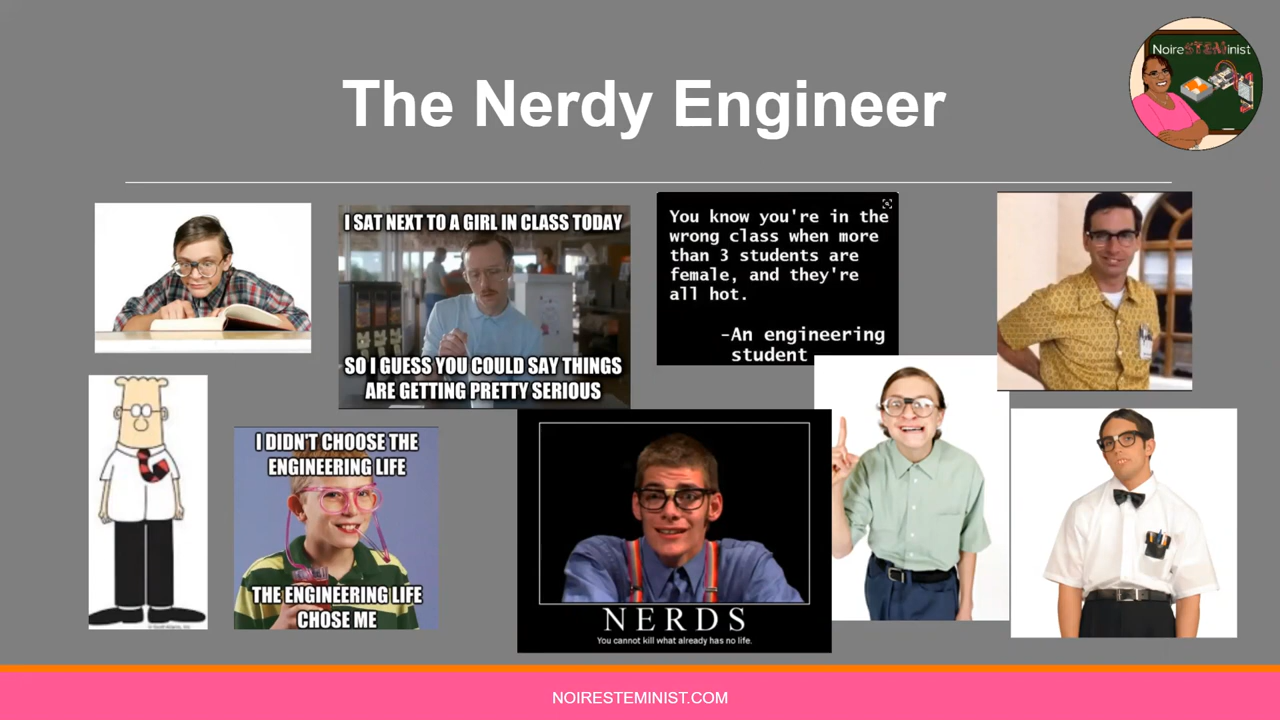 The Nerdy Engineer
NoireSTEMinist
I SAT NEXT TO A GIRL IN CLASS TODAY
SO I GUESS YOU COULD SAY THINGS
ARE GETTING PRETTY SERIOUS
You know you're in the
wrong class when more
than 3 students are
female, and they're
all hot.
-An engineering
student
I DIDN'T CHOOSE THE
ENGINEERING LIFE
THE ENGINEERING LIFE
CHOSE ME
NERDS
You cannot kill what already has no life.
NOIRESTEMINIST.COM